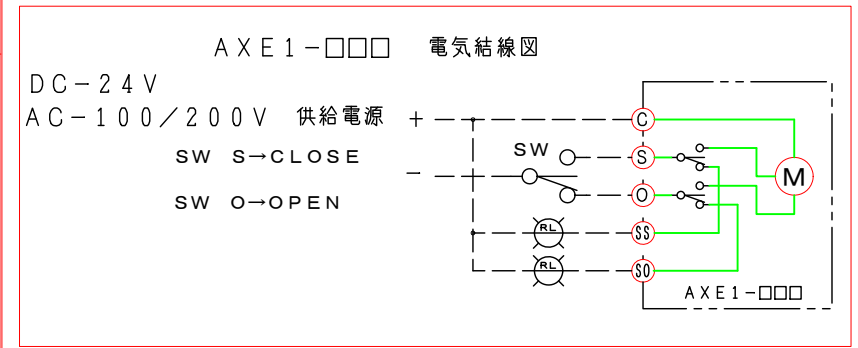 AXE1-□□□ 電気結線図
DC-24V
AC-100/200V 供給電源 +
-
SW S→CLOSE
SW O→OPEN
SW
C
S
O
SS
SO
RL
RL
M
AXE1-□□□